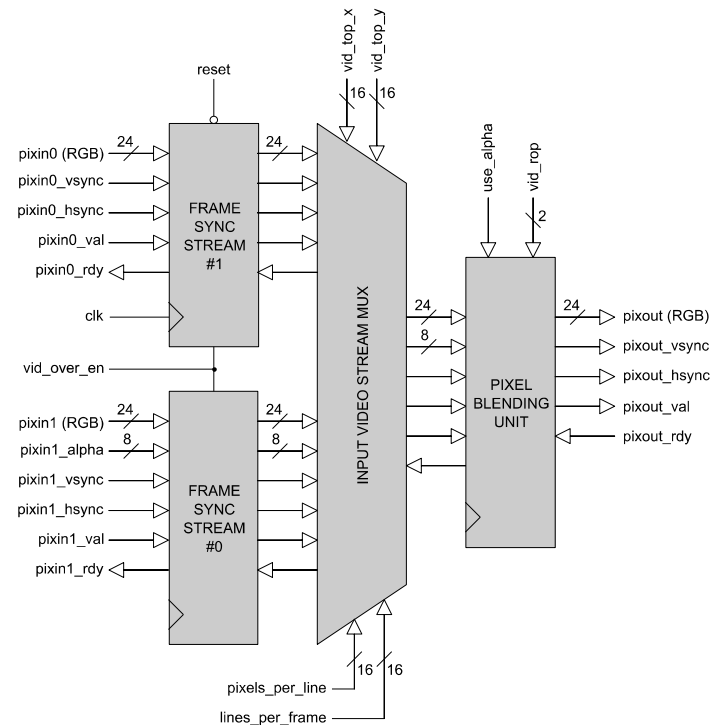 vid_top_x
vid_top_y
16
16
reset
use_alpha
vid_rop
2
pixin0 (RGB)
24
24
pixin0_vsync
pixin0_hsync
pixin0_val
pixin0_rdy
FRAME
SYNC
STREAM
#1
clk
vid_over_en
INPUT VIDEO STREAM MUX
24
8
PIXEL
BLENDING
UNIT
24
pixout (RGB)
pixout_vsync
pixout_hsync
pixout_val
pixout_rdy
pixin1 (RGB)
24
24
pixin1_alpha
8
8
pixin1_vsync
pixin1_hsync
pixin1_val
pixin1_rdy
FRAME
SYNC
STREAM
#0
16
16
pixels_per_line
lines_per_frame